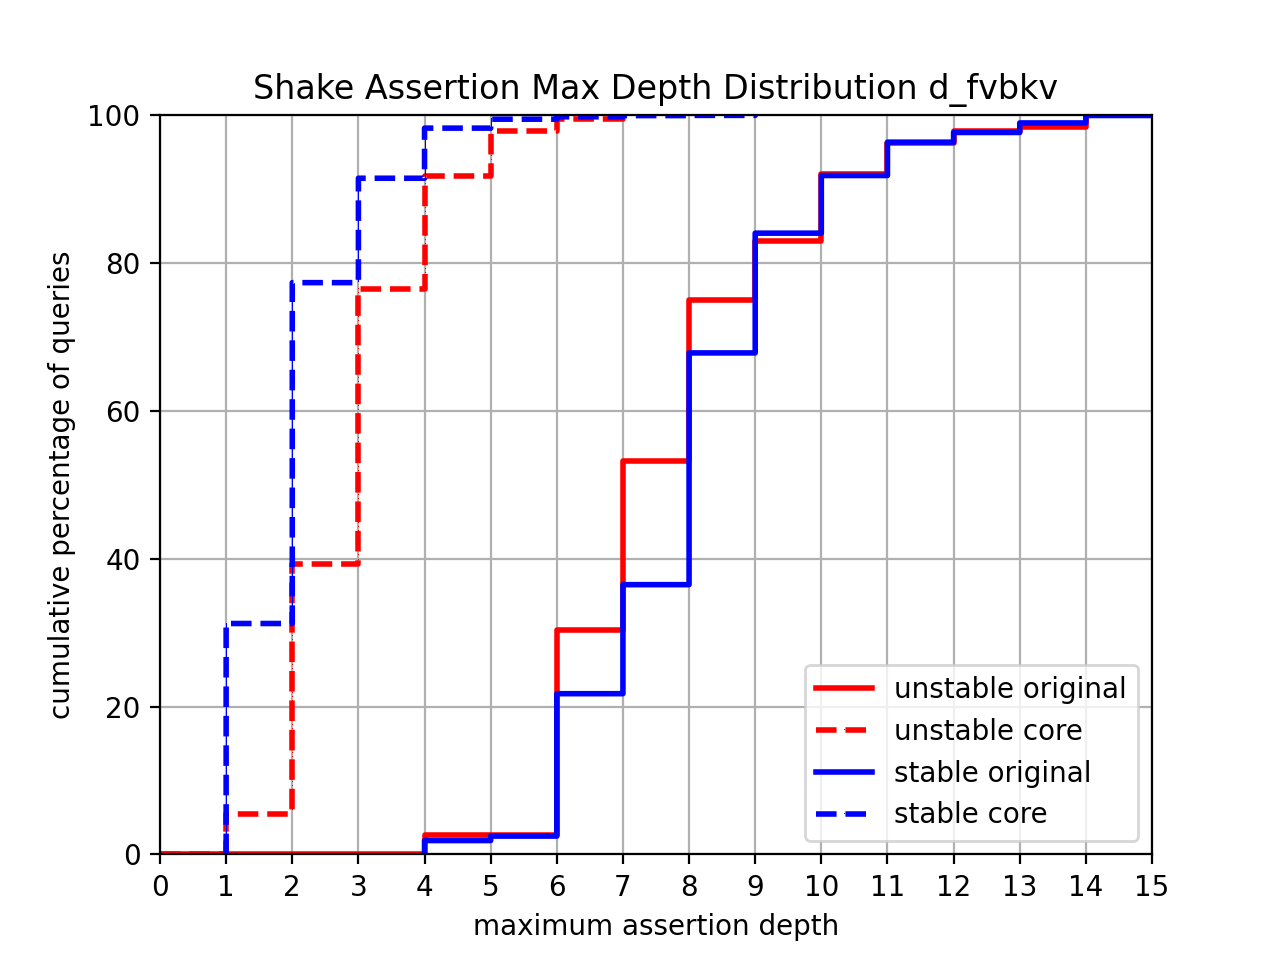 Shake Assertion Max Depth Distribution d_fvbkv
cumulative percentage of queries
100
80
60
40
20
0
0 1 2 3 4 5 6 7 8 9 10 11 12 13 14 15
maximum assertion depth
unstable original
unstable core
stable original
stable core